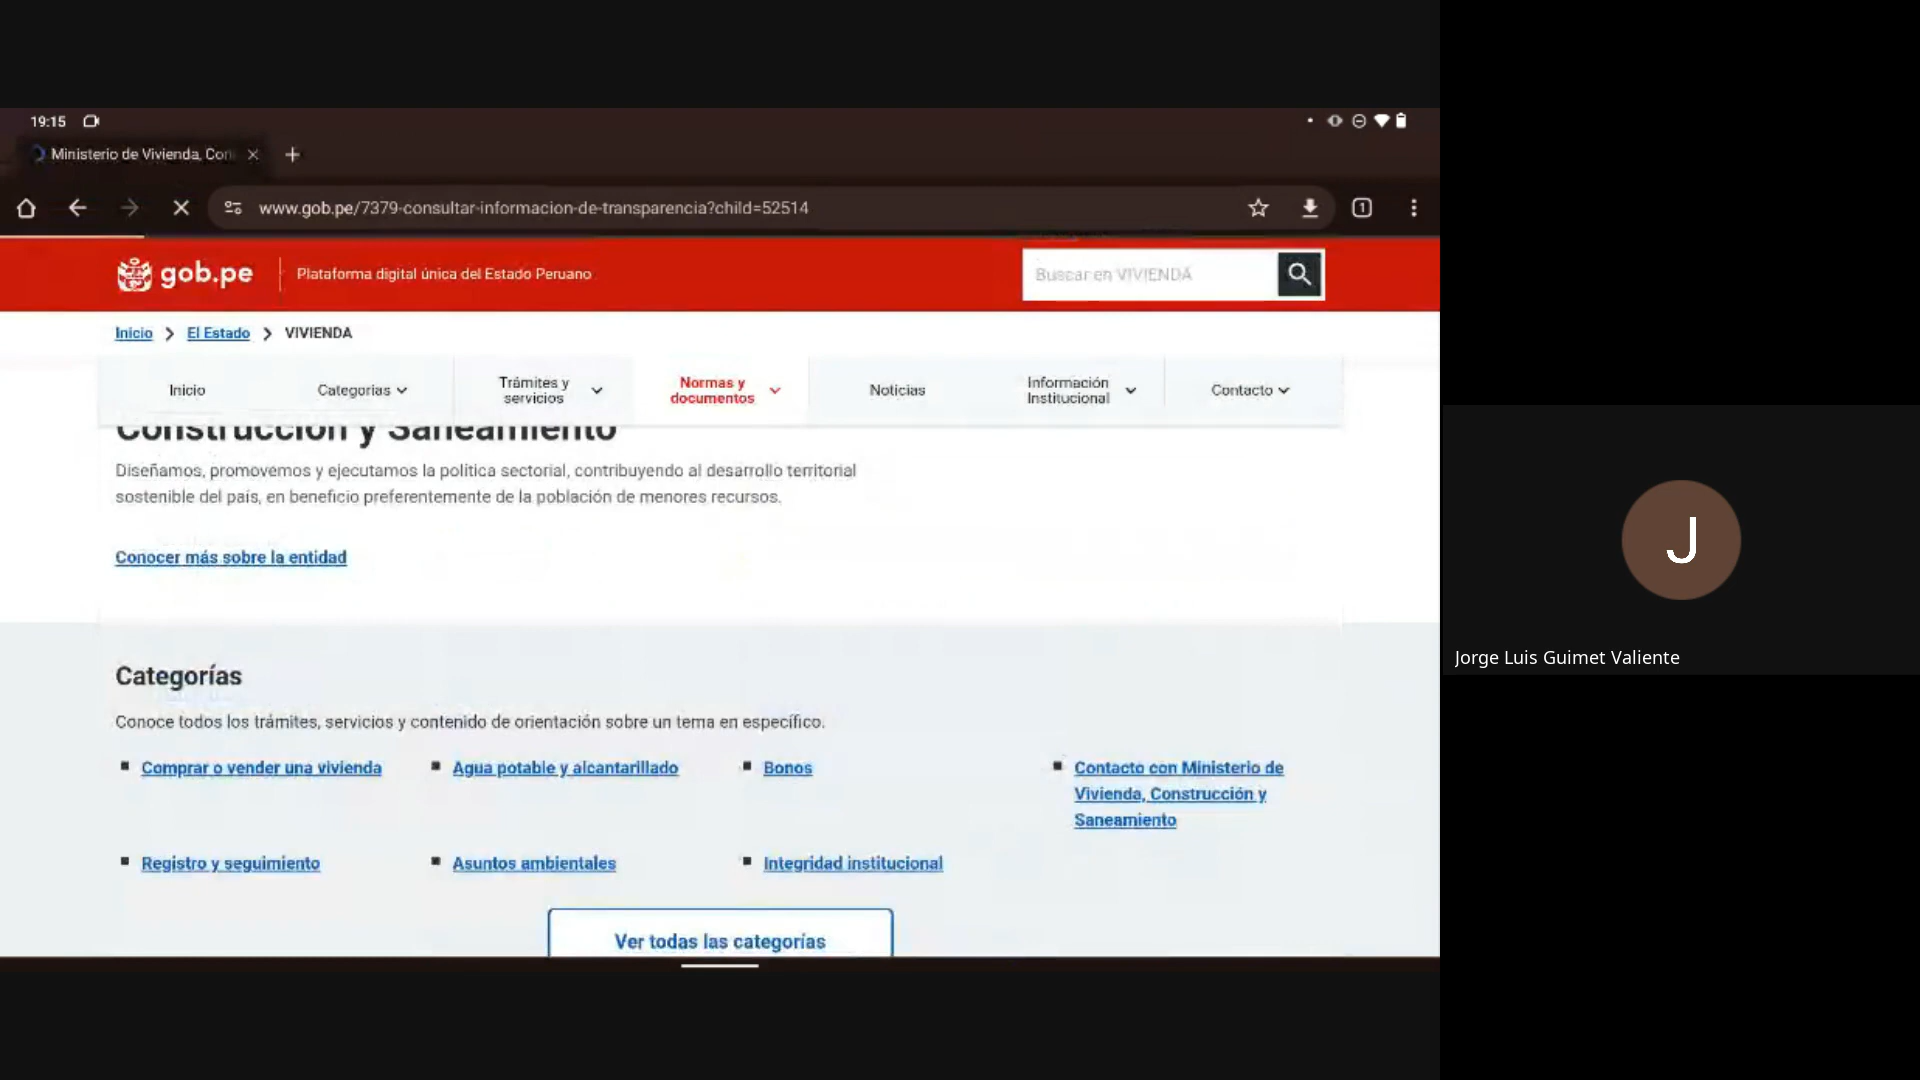 19:15
Ministerio de Vivienda, Con
www.gob.pe/7379-consultar-informacion-de-transparencia?child=52514
1
gob.pe
Plataforma digital única del Estado Peruano
Buscar en VIVIENDA
Inicio
El Estado
VIVIENDA
Inicio
Categorías
Trámites y
servicios
Normas y
documentos
Noticias
Información
Institucional
Contacto
Construcción y Saneamiento
Diseñamos, promovemos y ejecutamos la política sectorial, contribuyendo al desarrollo territorial
sostenible del país, en beneficio preferentemente de la población de menores recursos.
Conocer más sobre la entidad
Categorías
Conoce todos los trámites, servicios y contenido de orientación sobre un tema en específico.
Comprar o vender una vivienda
Agua potable y alcantarillado
Bonos
Contacto con Ministerio de
Vivienda, Construcción y
Saneamiento
Registro y seguimiento
Asuntos ambientales
Integridad institucional
Ver todas las categorías
J
Jorge Luis Guimet Valiente